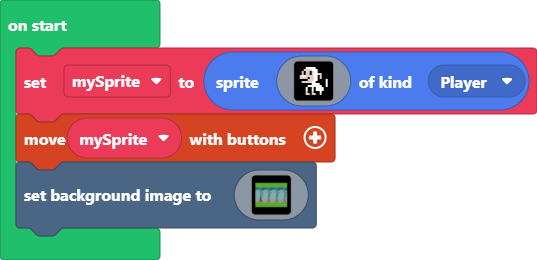 on start
set mySprite to sprite of kind Player
move mySprite with buttons
set background image to